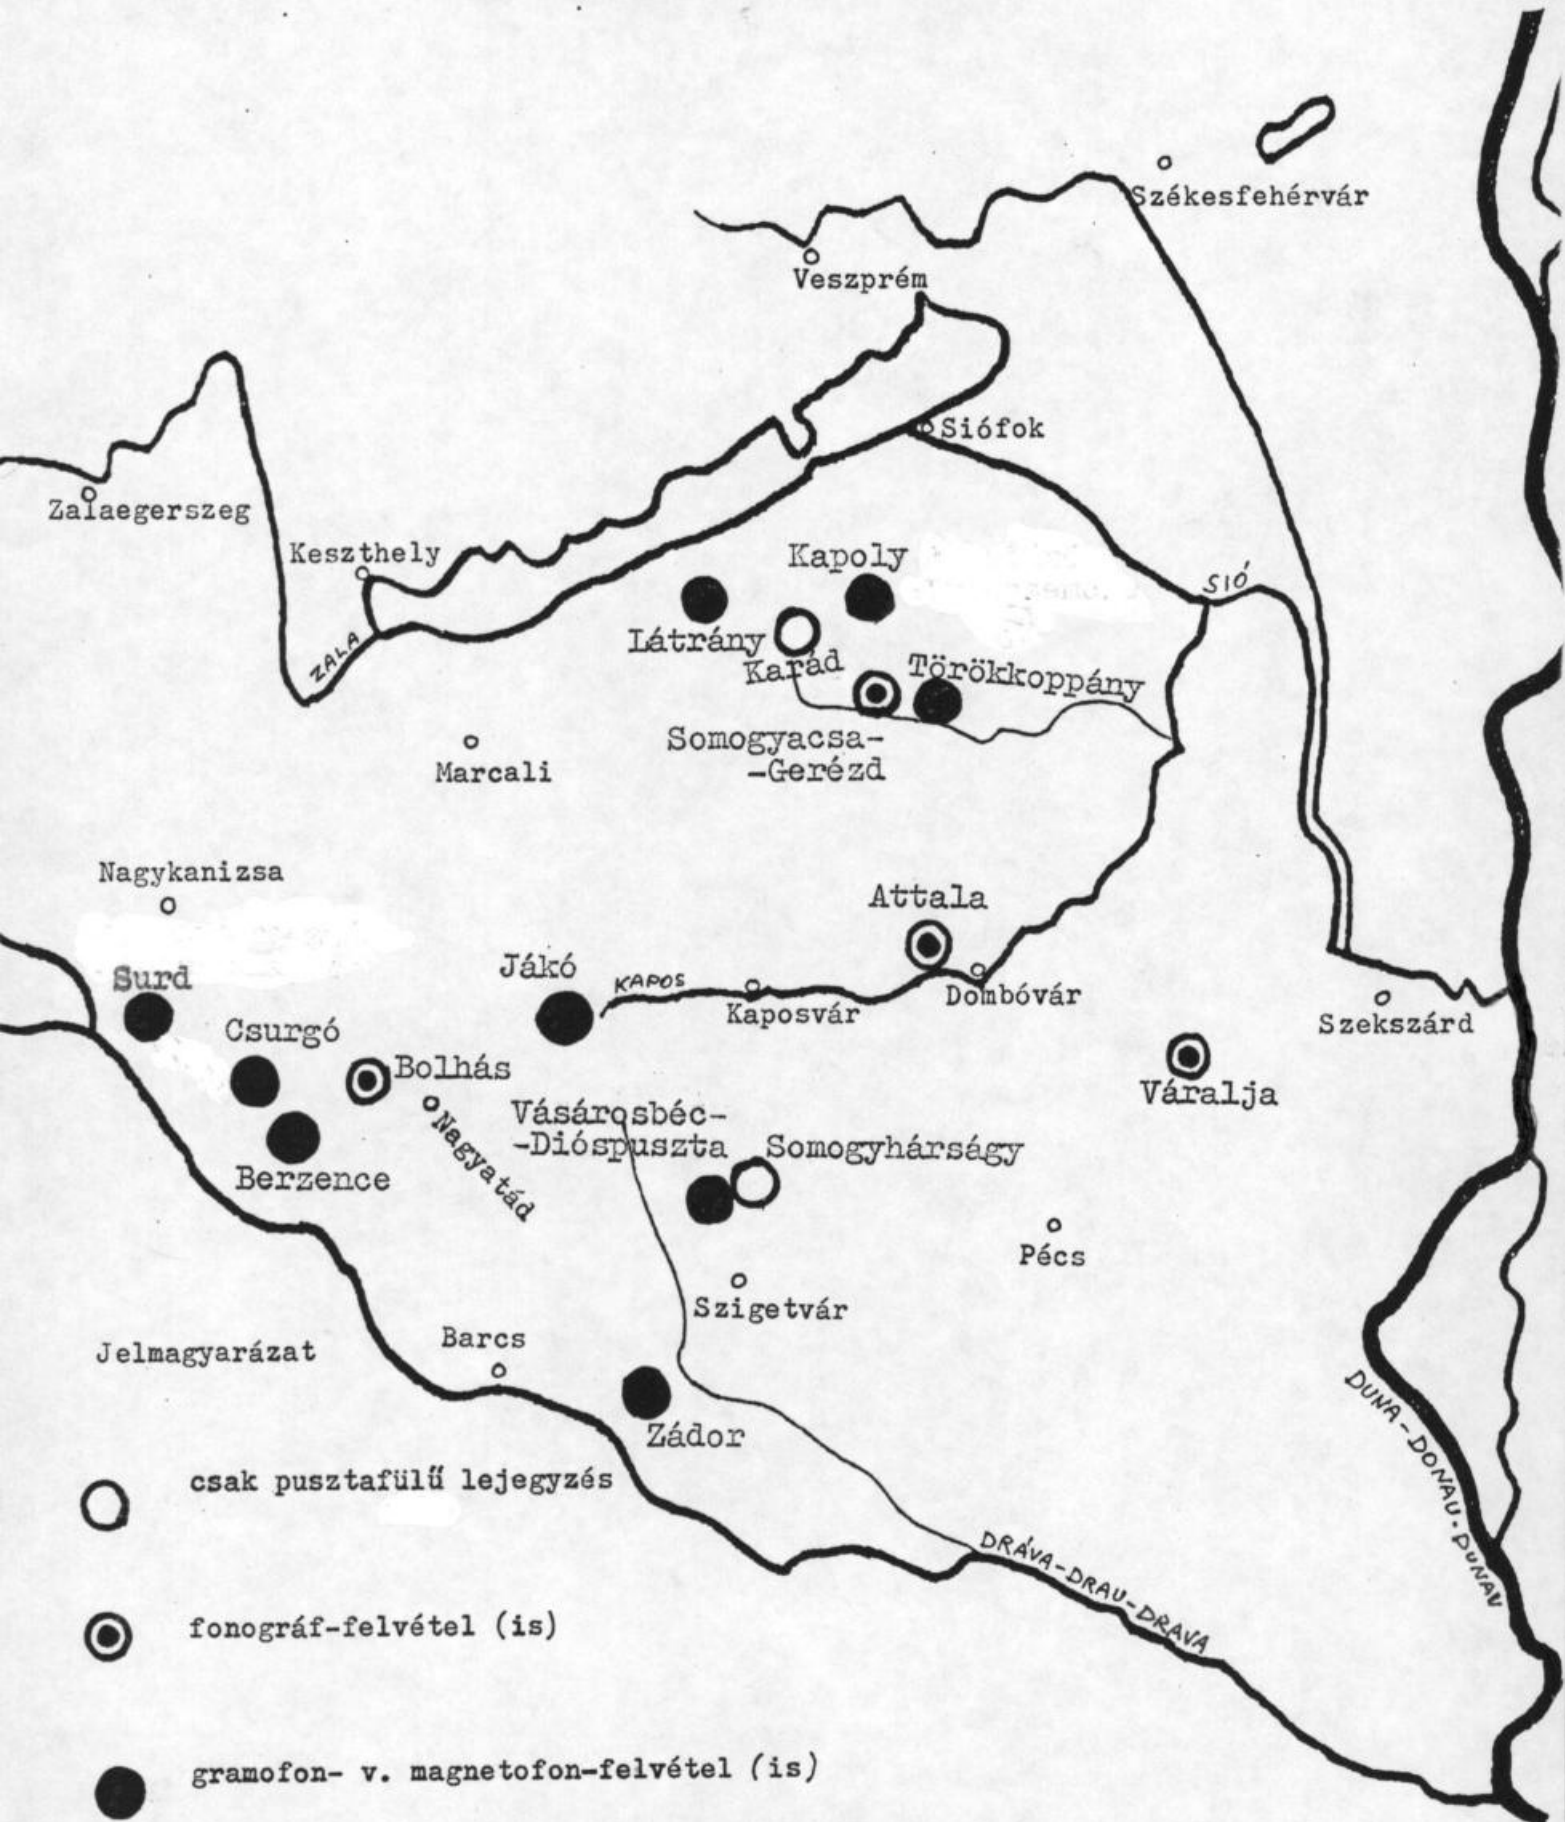 Székesfehérvár
Veszprém
Siófok
Zalaegerszeg
Keszthely
Kapoly
SIÓ
Látrány
ZALA
Karád
Törökkoppány
Somogyacsa-
-Gerézd
Marcali
Nagykanizsa
Attala
Jákó
Surd
KAPOS
Dombóvár
Kaposvár
Szekszárd
Csurgó
Bolhás
Váralja
Nagyatád
Vásárosbéc-
-Dióspuszta
Somogyhárságy
Berzence
Pécs
Szigetvár
Barcs
Jelmagyarázat
Zádor
DUNA-DONAU-DUNAV
csak pusztafülű lejegyzés
DRÁVA-DRAU-DRAVA
fonográf-felvétel (is)
gramofon- v. magnetofon-felvétel (is)